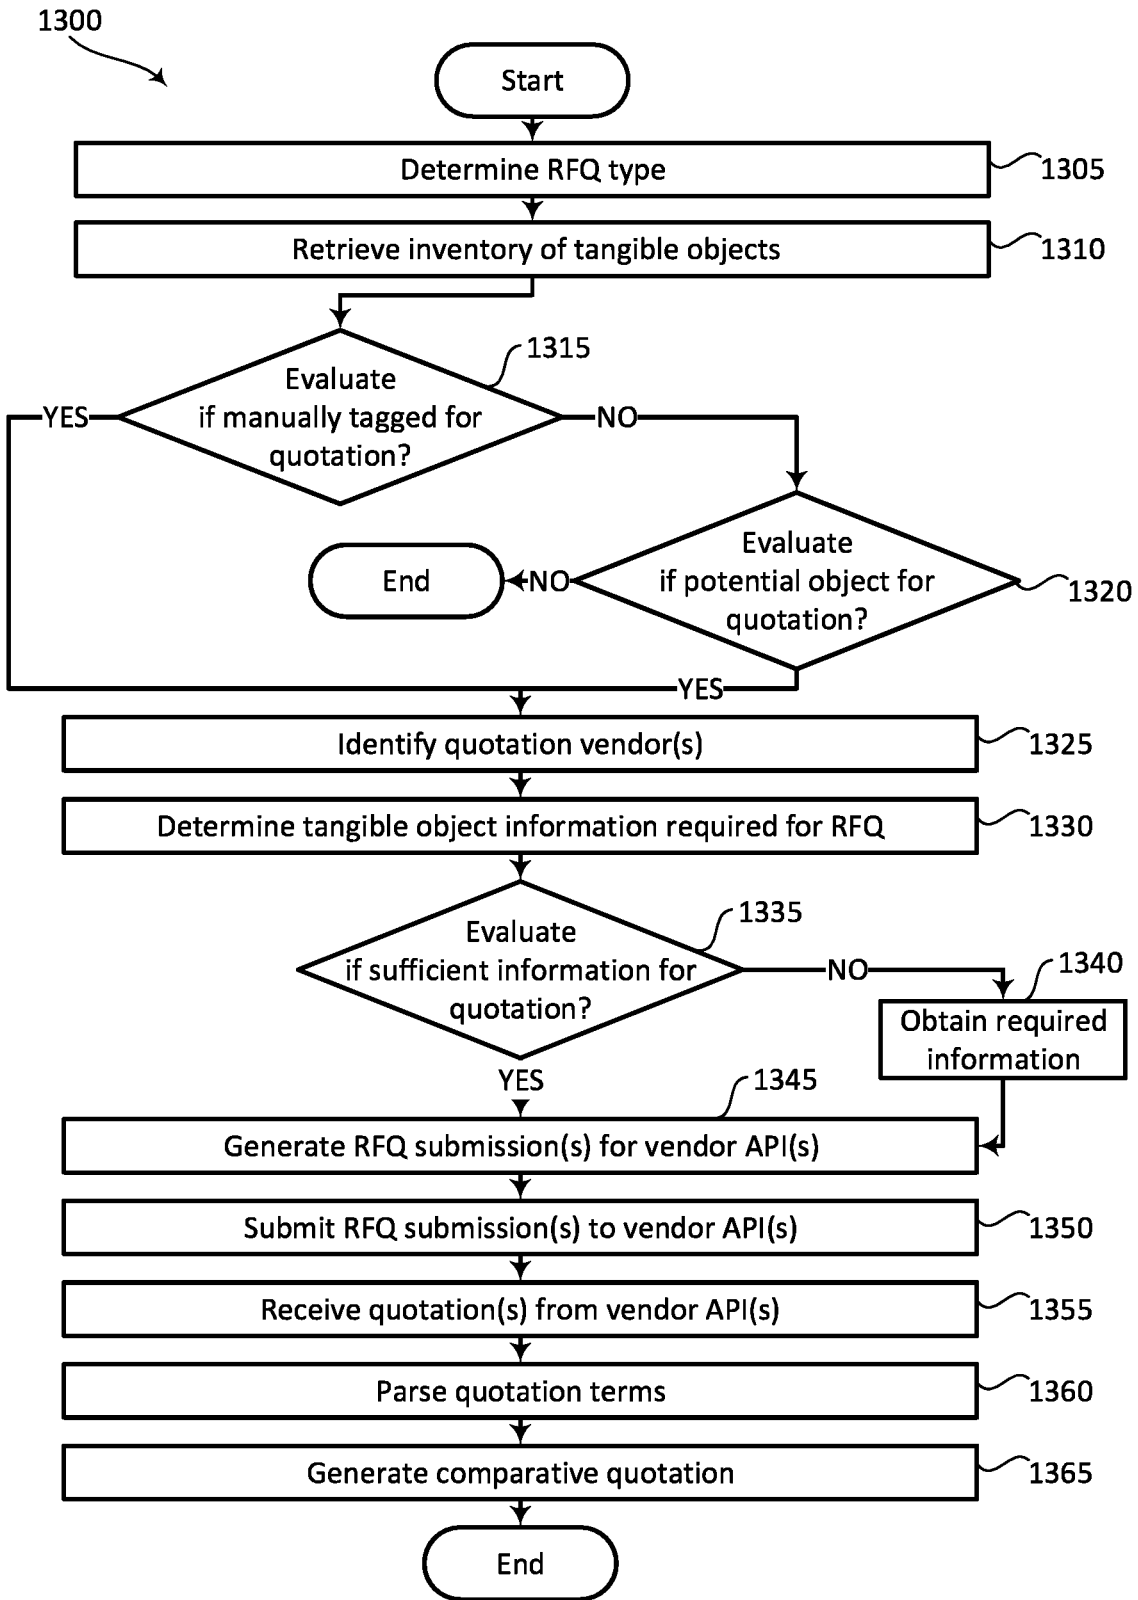 1300
Start
Determine RFQ type
1305
Retrieve inventory of tangible objects
1310
1315
Evaluate
if manually tagged for
quotation?
YES
NO
Evaluate
if potential object for
quotation?
1320
End
NO
YES
Identify quotation vendor(s)
1325
Determine tangible object information required for RFQ
1330
1335
Evaluate
if sufficient information for
quotation?
NO
1340
Obtain required
information
YES
1345
Generate RFQ submission(s) for vendor API(s)
Submit RFQ submission(s) to vendor API(s)
1350
Receive quotation(s) from vendor API(s)
1355
Parse quotation terms
1360
Generate comparative quotation
1365
End